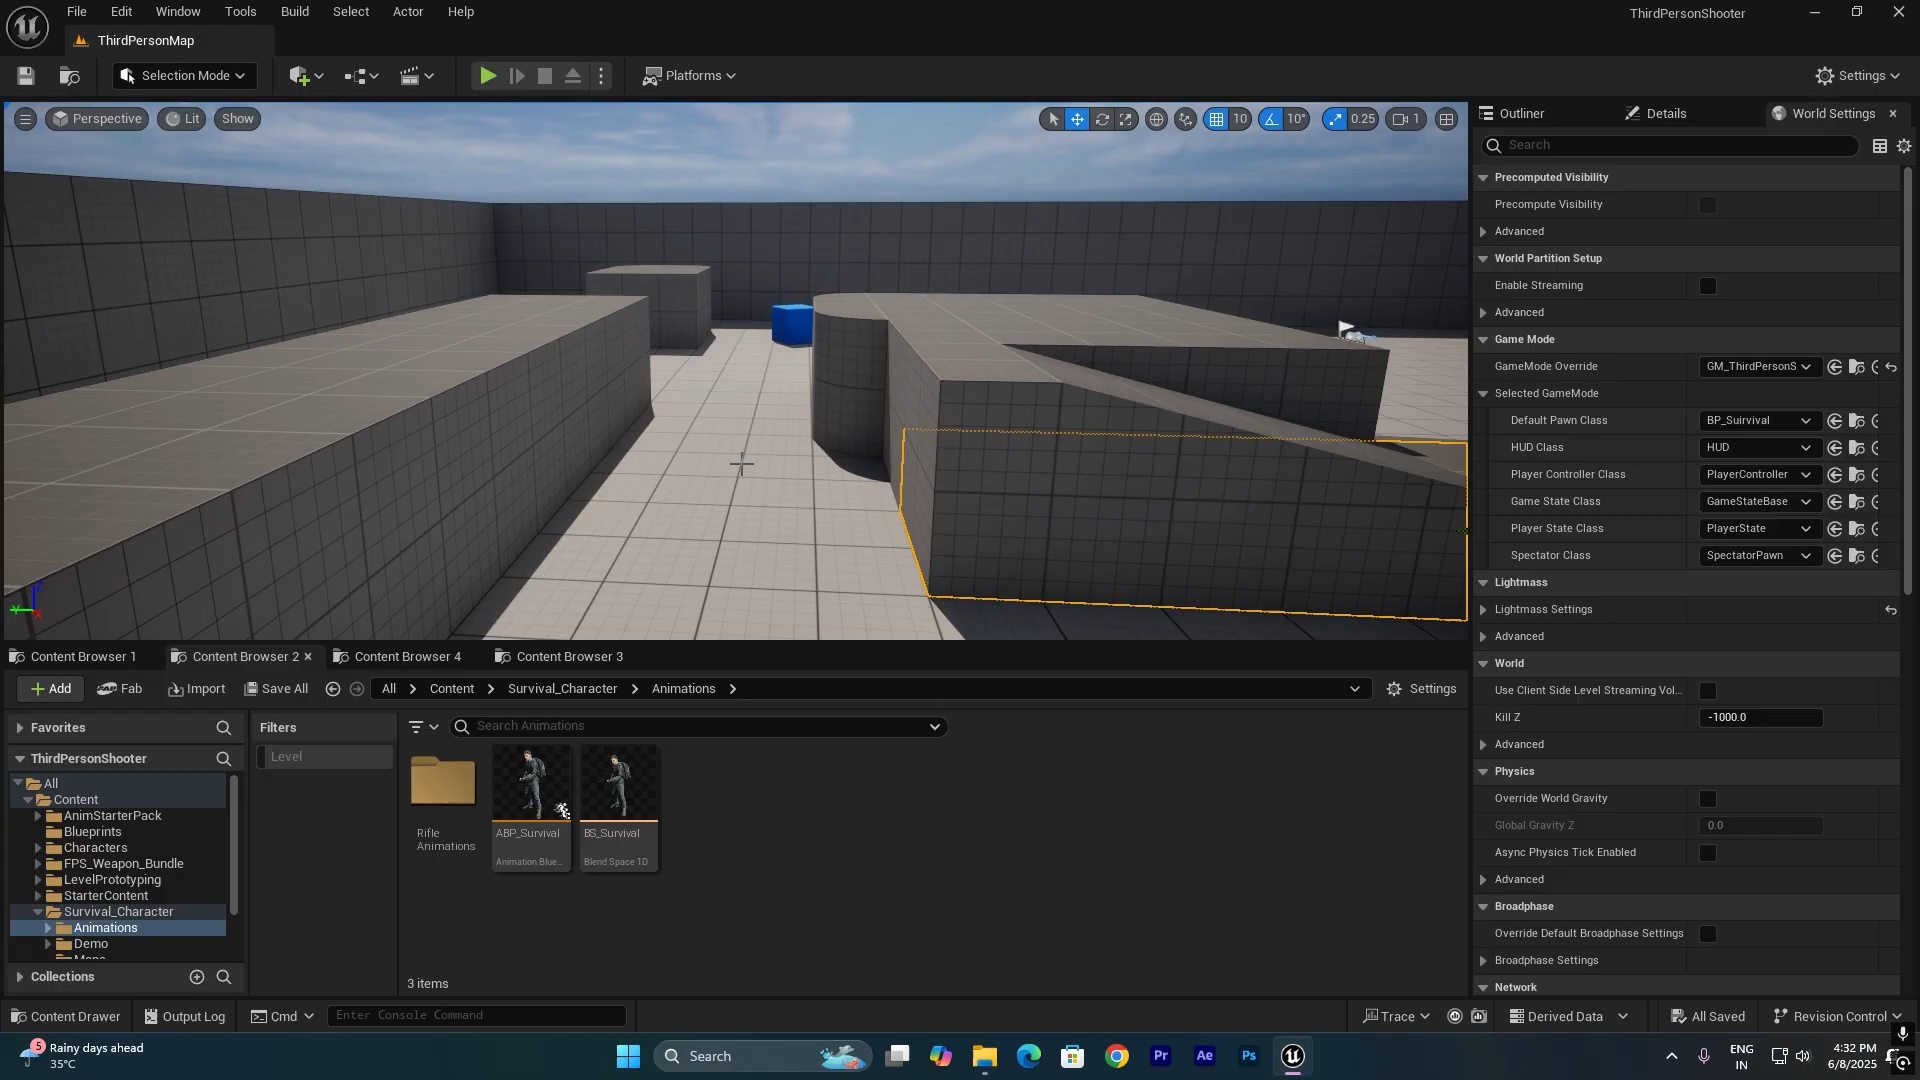 File Edit Window Tools Build Select Actor Help
ThirdPersonShooter
ThirdPersonMap
Selection Mode
Platforms
Settings
Perspective Lit Show
10 10° 0.25 1
Outliner Details World Settings
Search
Precomputed Visibility
Precompute Visibility
Advanced
World Partition Setup
Enable Streaming
Advanced
Game Mode
GameMode Override GM_ThirdPersonS
Selected GameMode
Default Pawn Class BP_Suirvival
HUD Class HUD
Player Controller Class PlayerController
Game State Class GameStateBase
Player State Class PlayerState
Spectator Class SpectatorPawn
Lightmass
Lightmass Settings
Advanced
World
Use Client Side Level Streaming Vol...
Kill Z -1000.0
Advanced
Physics
Override World Gravity
Global Gravity Z 0.0
Async Physics Tick Enabled
Advanced
Broadphase
Override Default Broadphase Settings
Broadphase Settings
Network
Content Browser 1 Content Browser 2 Content Browser 4 Content Browser 3
Add Fab Import Save All All Content Survival_Character Animations Settings
Favorites
ThirdPersonShooter
All
Content
AnimStarterPack
Blueprints
Characters
FPS_Weapon_Bundle
LevelPrototyping
StarterContent
Survival_Character
Animations
Demo
Collections
Filters
Level
Search Animations
Rifle
Animations
ABP_Survival
Animation Blue...
BS_Survival
Blend Space 1D
3 items
Content Drawer Output Log Cmd Enter Console Command Trace Derived Data All Saved Revision Control
5
Rainy days ahead
35°C
Search
Pr Ae Ps
ENG
IN
4:32 PM
6/8/2025